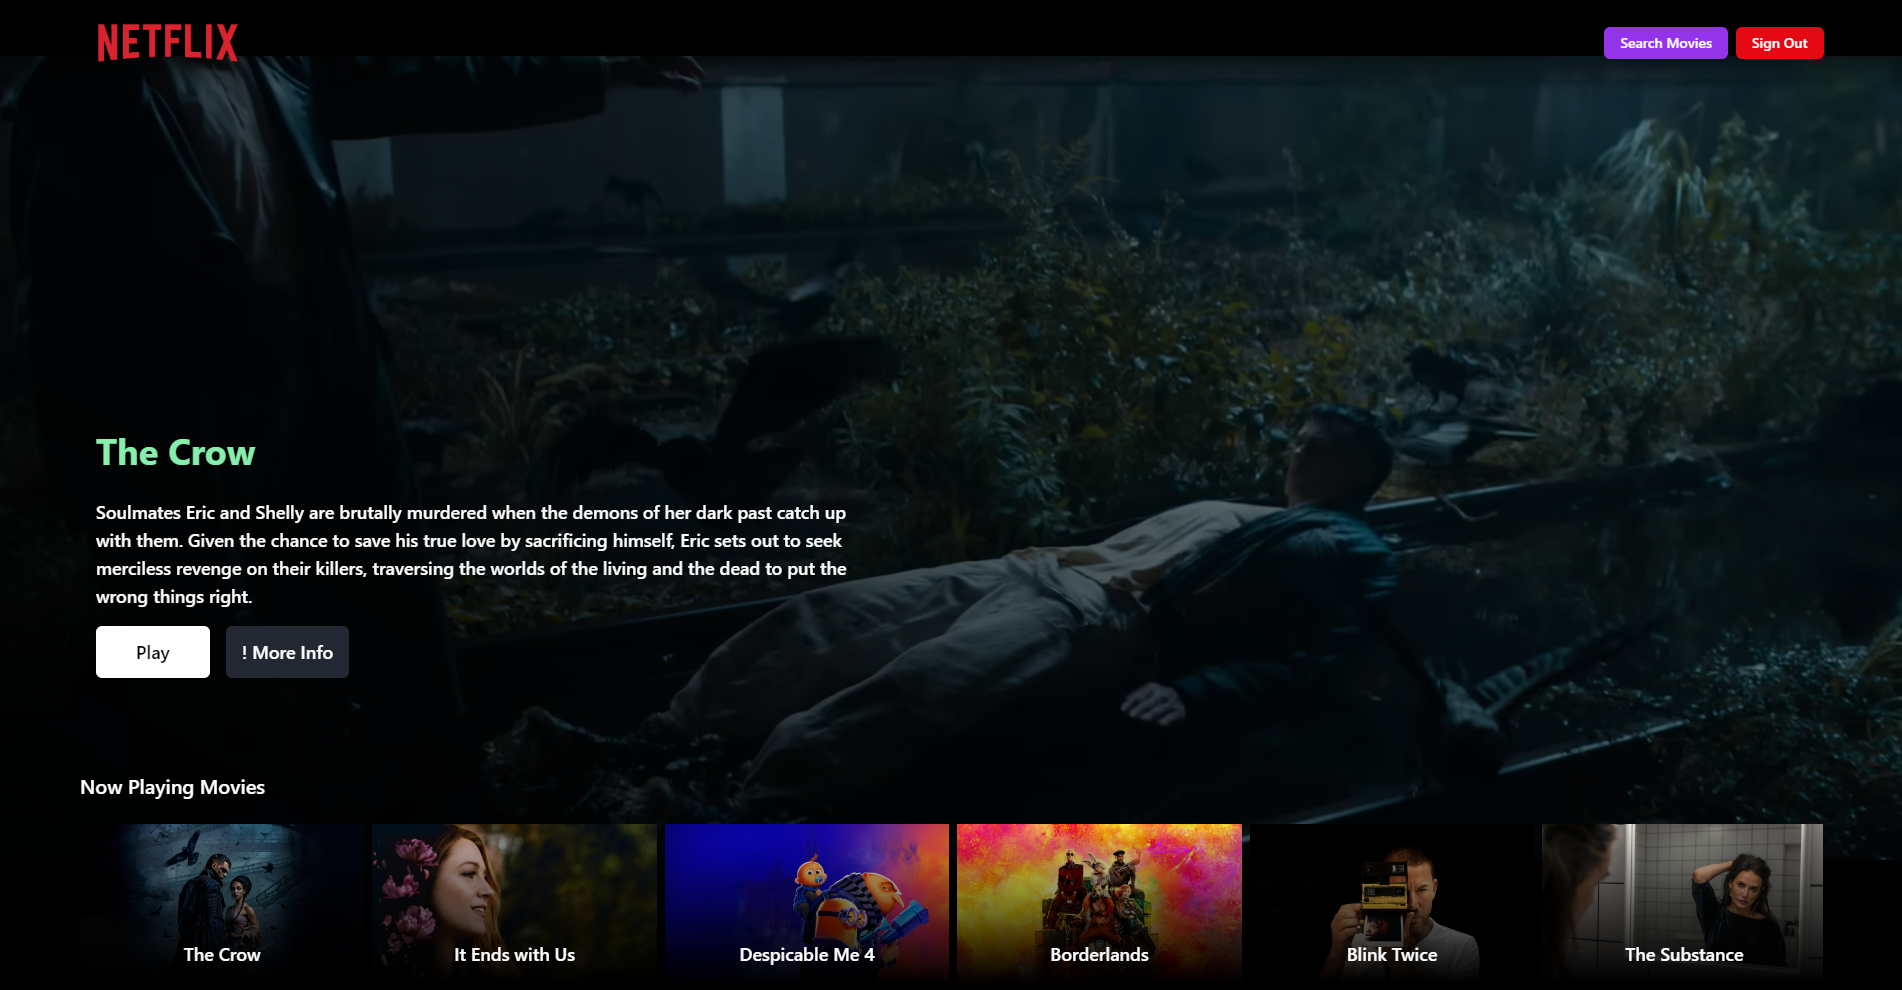 NETFLIX
Search Movies
Sign Out
The Crow
Soulmates Eric and Shelly are brutally murdered when the demons of her dark past catch up
with them. Given the chance to save his true love by sacrificing himself, Eric sets out to seek
merciless revenge on their killers, traversing the worlds of the living and the dead to put the
wrong things right.
Play
! More Info
Now Playing Movies
The Crow
It Ends with Us
Despicable Me 4
Borderlands
Blink Twice
The Substance